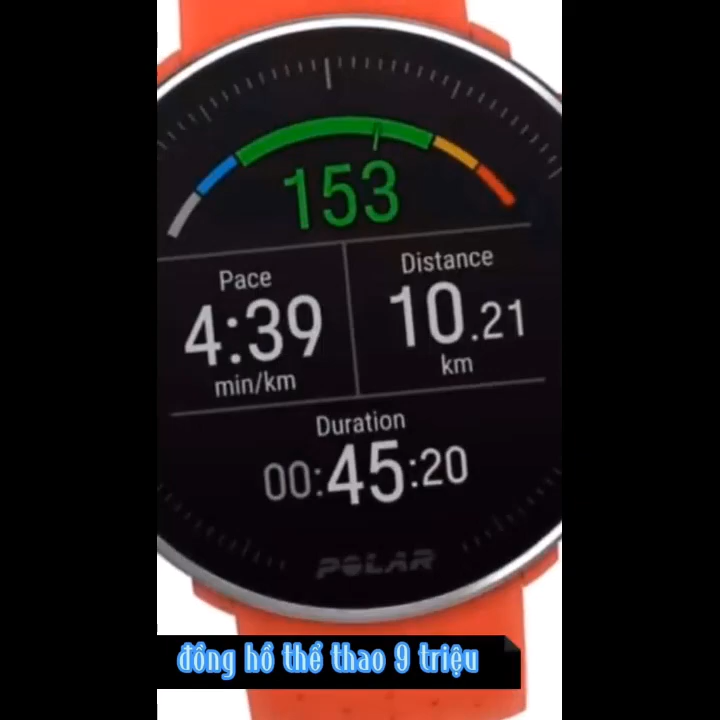 153
Pace
Distance
4:39
10.21
min/km
km
Duration
00:45:20
POLAR
đồng hồ thể thao 9 triệu